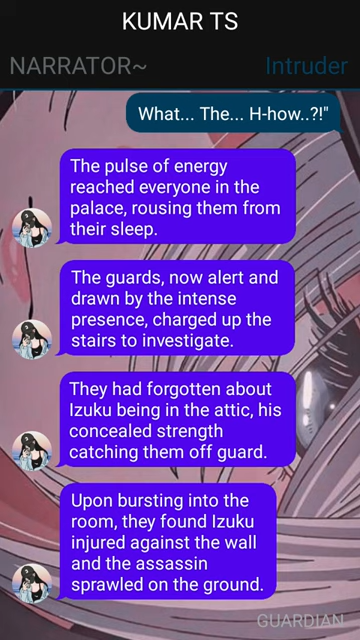 KUMAR TS
NARRATOR~ Intruder
What... The... H-how..?!"
The pulse of energy
reached everyone in the
palace, rousing them from
their sleep.
The guards, now alert and
drawn by the intense
presence, charged up the
stairs to investigate.
They had forgotten about
Izuku being in the attic, his
concealed strength
catching them off guard.
Upon bursting into the
room, they found Izuku
injured against the wall
and the assassin
sprawled on the ground.
GUARDIAN